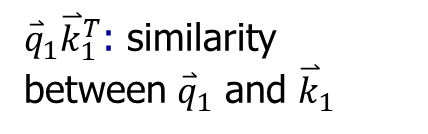 q⃗₁k⃗₁ᵀ: similarity
between q⃗₁ and k⃗₁